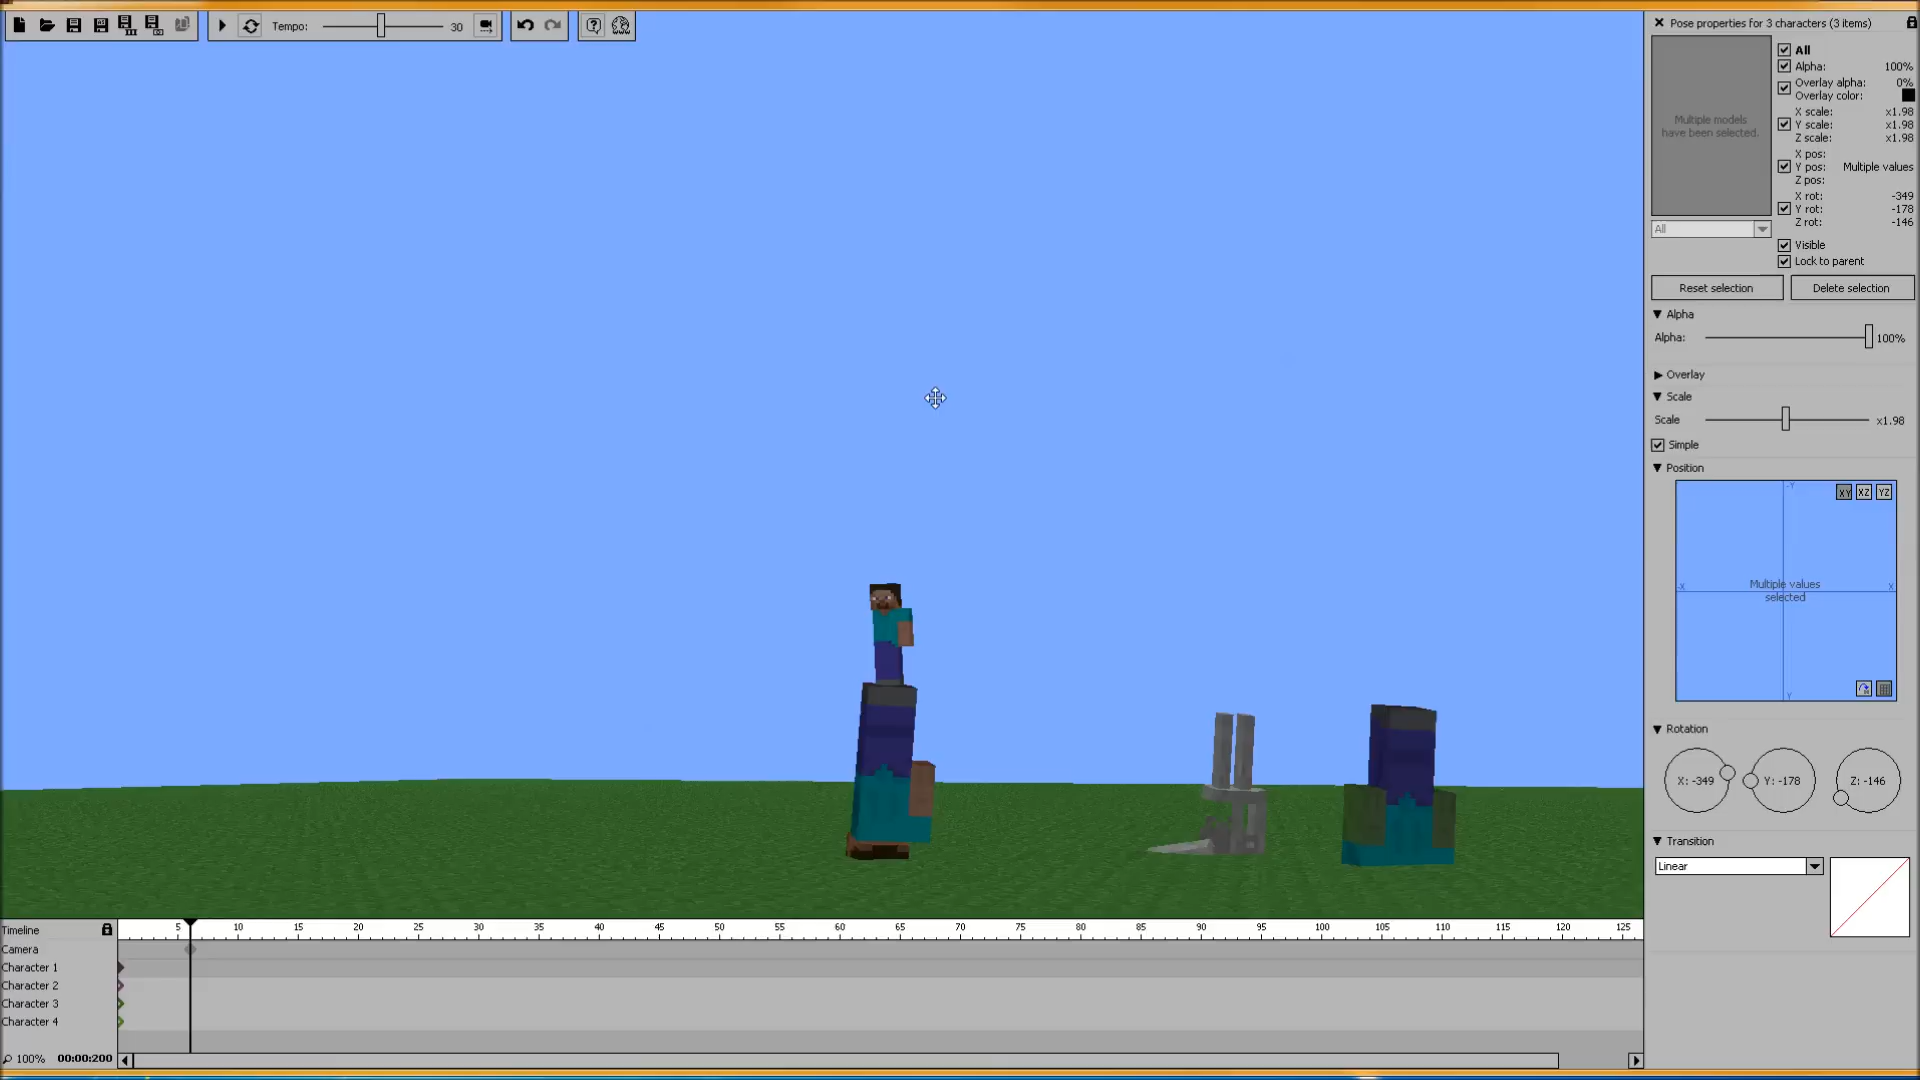 Tempo:
30
Pose properties for 3 characters (3 items)
Multiple models
have been selected.
All
All
Alpha: 100%
Overlay alpha: 0%
Overlay color:
X scale: x1.98
Y scale: x1.98
Z scale: x1.98
X pos:
Y pos: Multiple values
Z pos:
X rot: -349
Y rot: -178
Z rot: -146
Visible
Lock to parent
Reset selection
Delete selection
Alpha
Alpha: 100%
Overlay
Scale
Scale x1.98
Simple
Position
-Y
XY XZ YZ
-X
Multiple values
selected
X
Y
Rotation
X: -349
Y: -178
Z: -146
Transition
Linear
Timeline
5 10 15 20 25 30 35 40 45 50 55 60 65 70 75 80 85 90 95 100 105 110 115 120 125
Camera
Character 1
Character 2
Character 3
Character 4
100% 00:00:200